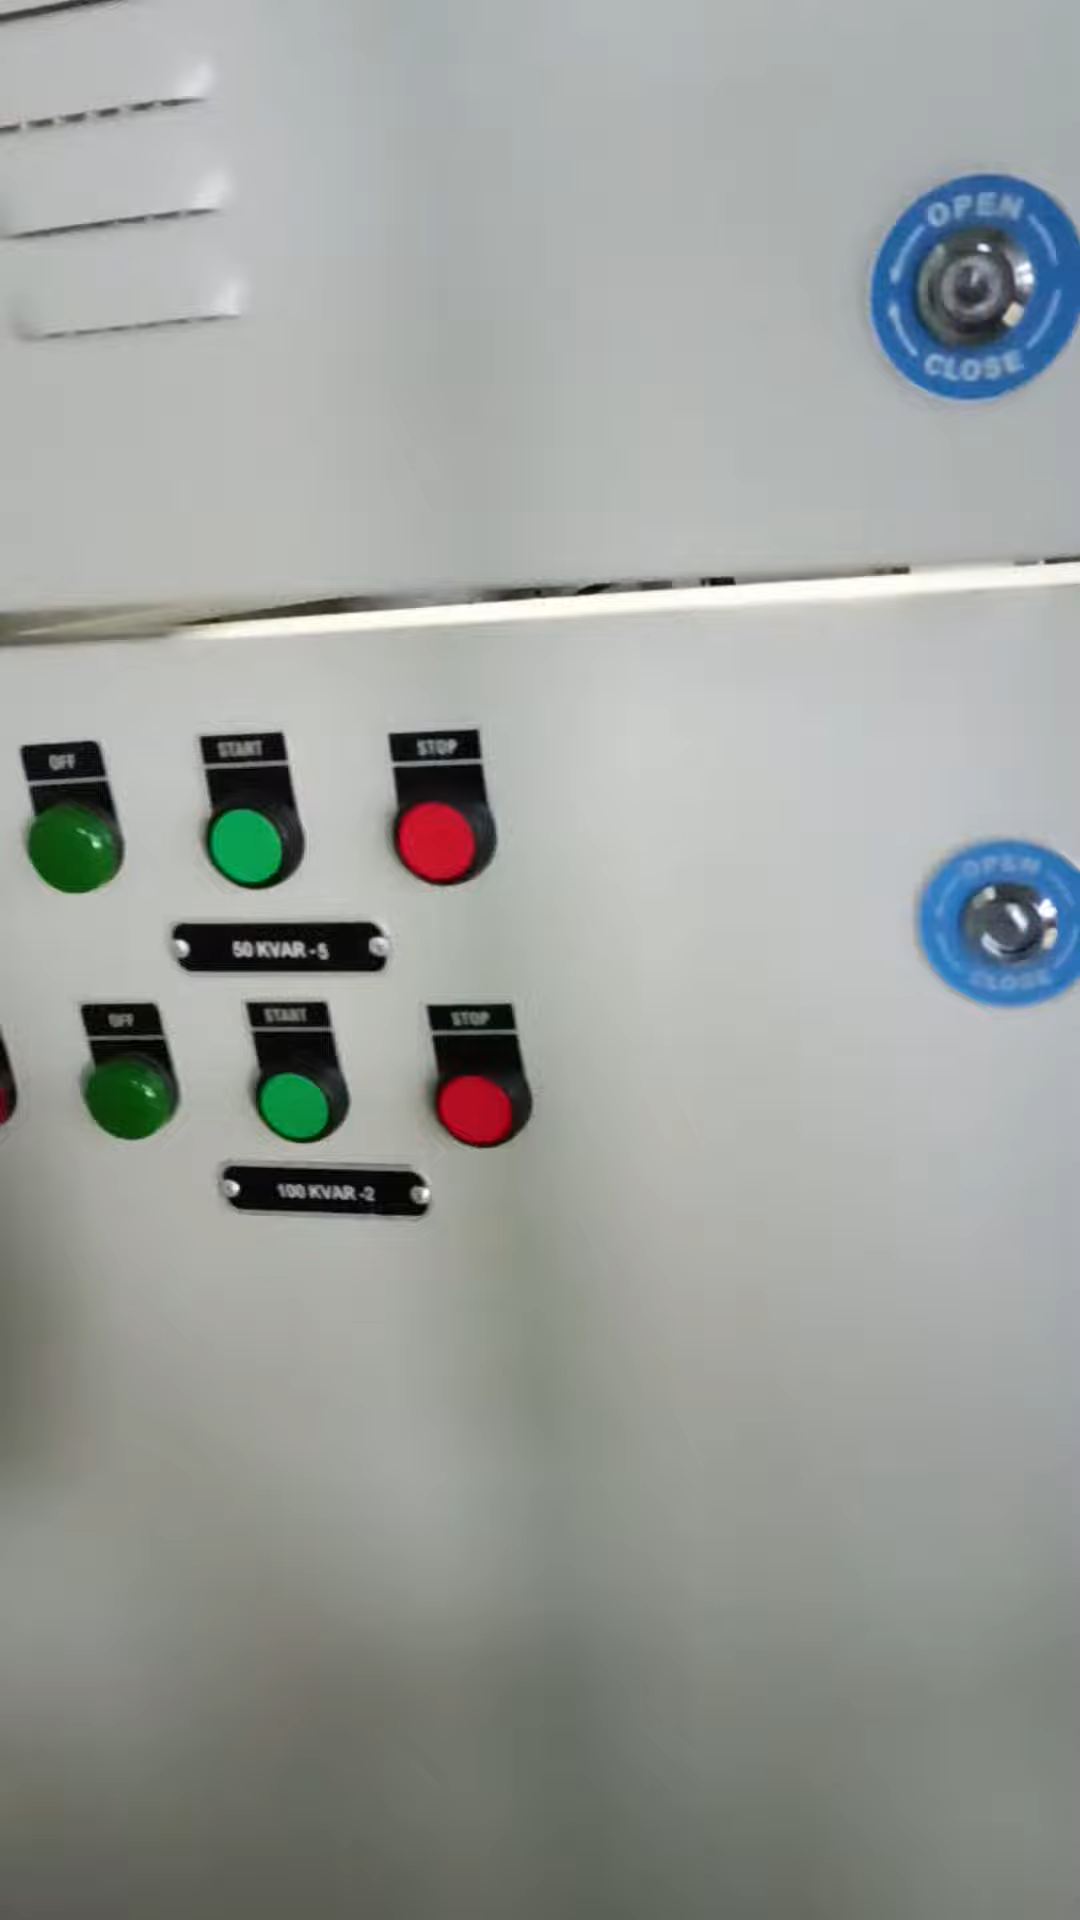 OPEN
CLOSE
OFF
START
STOP
50 KVAR - 5
OPEN
CLOSE
OFF
START
STOP
100 KVAR -2